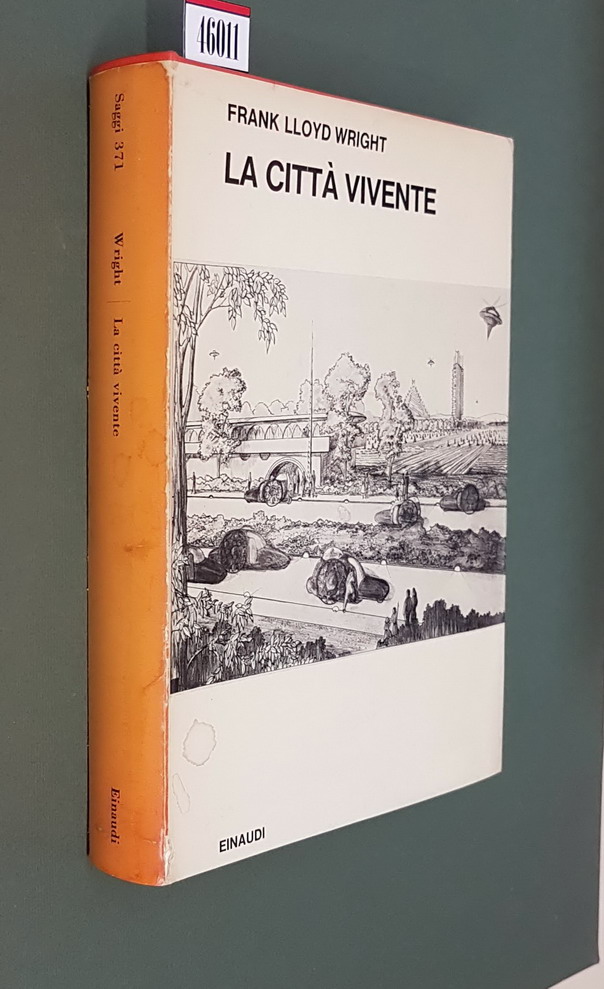 46011
FRANK LLOYD WRIGHT
LA CITTÀ VIVENTE
EINAUDI
Saggi 371
Wright | La città vivente
Einaudi